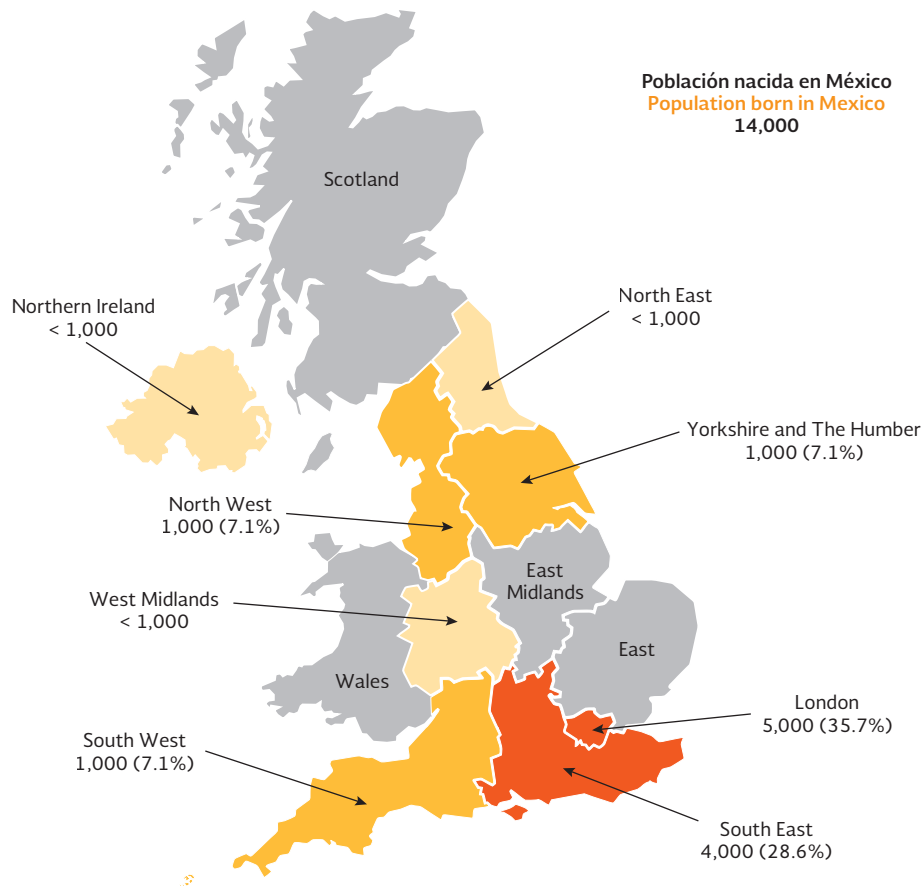 Población nacida en México
Population born in Mexico
14,000
Scotland
Northern Ireland
< 1,000
North East
< 1,000
Yorkshire and The Humber
1,000 (7.1%)
North West
1,000 (7.1%)
East
Midlands
West Midlands
< 1,000
East
Wales
London
5,000 (35.7%)
South West
1,000 (7.1%)
South East
4,000 (28.6%)